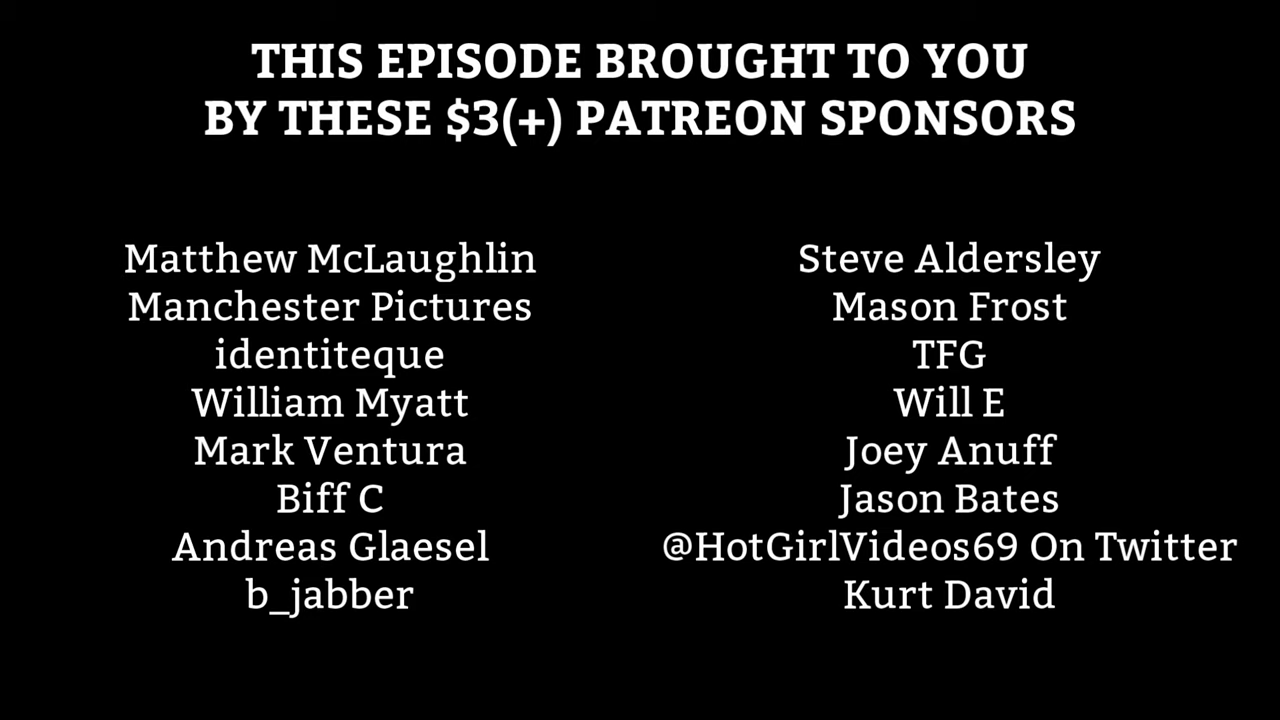 THIS EPISODE BROUGHT TO YOU
BY THESE $3(+) PATREON SPONSORS
Matthew McLaughlin
Manchester Pictures
identiteque
William Myatt
Mark Ventura
Biff C
Andreas Glaesel
b_jabber
Steve Aldersley
Mason Frost
TFG
Will E
Joey Anuff
Jason Bates
@HotGirlVideos69 On Twitter
Kurt David